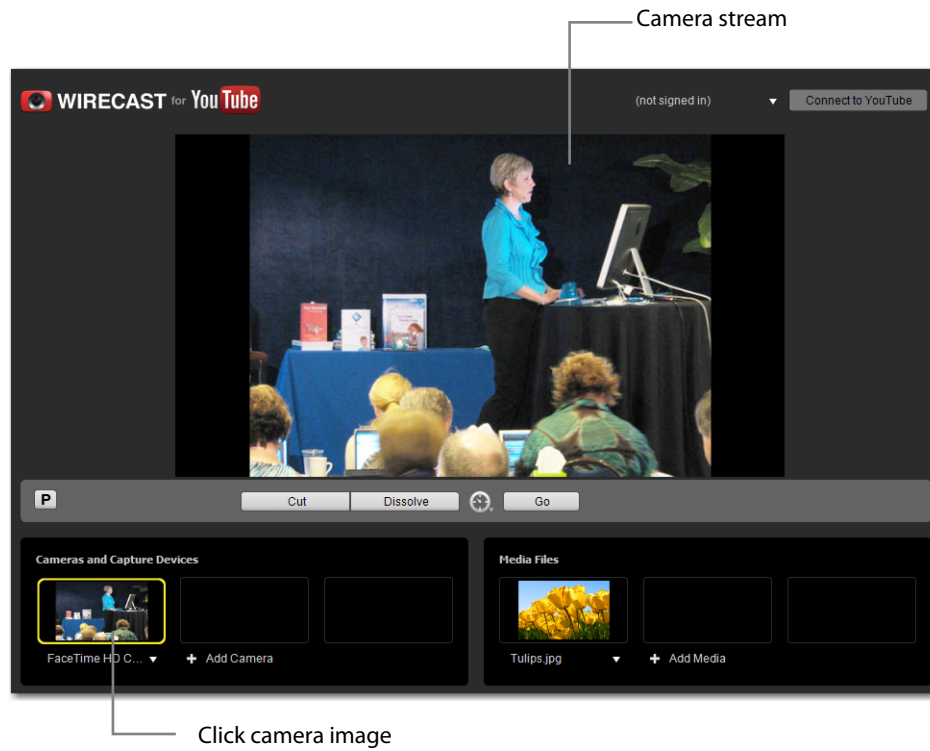 Camera stream
WIRECAST for YouTube
(not signed in)
Connect to YouTube
P
Cut
Dissolve
Go
Cameras and Capture Devices
Media Files
FaceTime HD C...
+ Add Camera
Tulips.jpg
+ Add Media
Click camera image